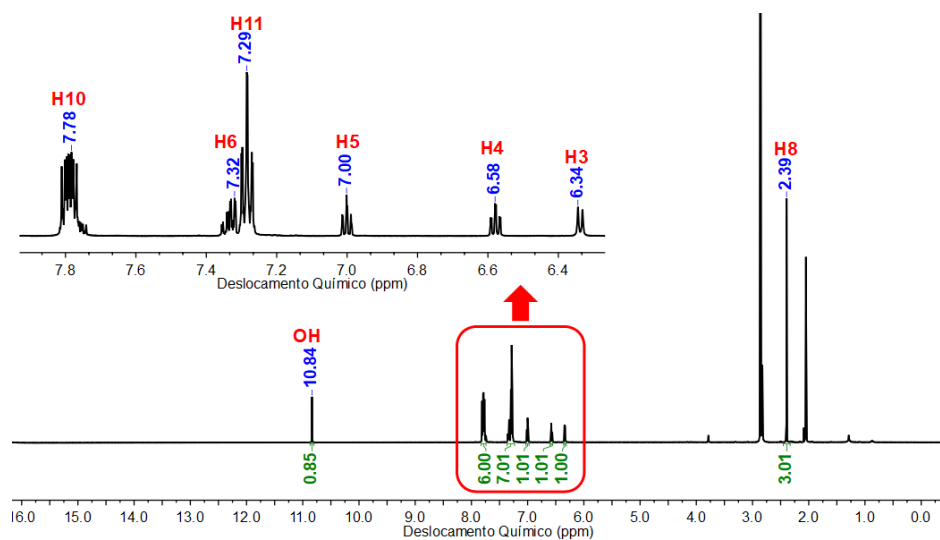 H10
7.78
H6
7.32
H11
7.29
H5
7.00
H4
6.58
H3
6.34
H8
2.39
7.8 7.6 7.4 7.2 7.0 6.8 6.6 6.4
Deslocamento Químico (ppm)
OH
10.84
0.85
6.00
7.01
1.01
1.01
1.00
3.01
16.0 15.0 14.0 13.0 12.0 11.0 10.0 9.0 8.0 7.0 6.0 5.0 4.0 3.0 2.0 1.0 0.0
Deslocamento Químico (ppm)